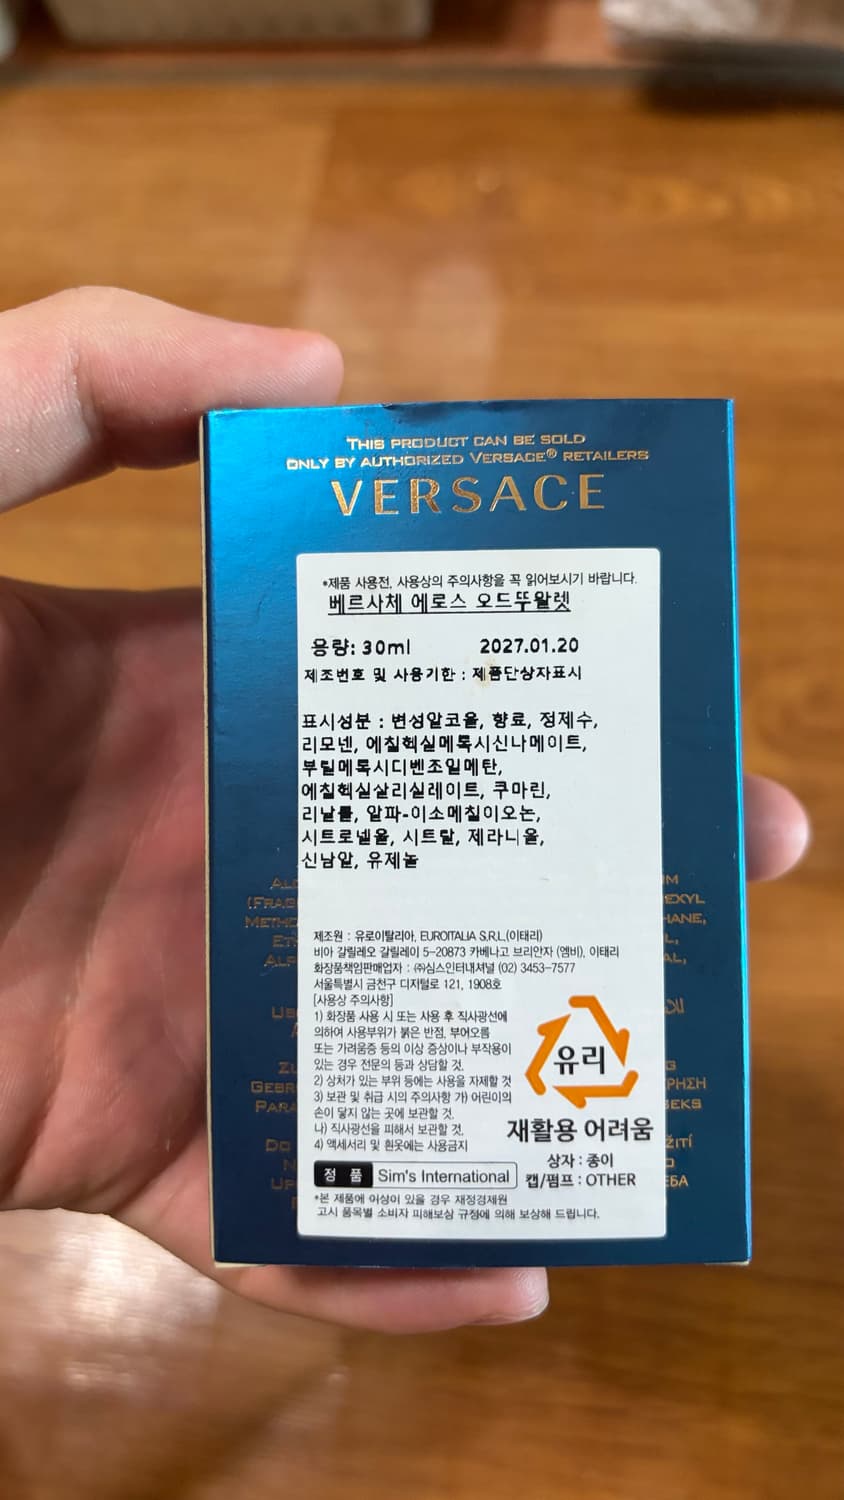 THIS PRODUCT CAN BE SOLD
ONLY BY AUTHORIZED VERSACE® RETAILERS
VERSACE
*제품 사용전, 사용상의 주의사항을 꼭 읽어보시기 바랍니다.
베르사체 에로스 오드뚜왈렛
용량: 30ml 2027.01.20
제조번호 및 사용기한 : 제품단상자표시
표시성분 : 변성알코올, 향료, 정제수,
리모넨, 에칠헥실메톡시신나메이트,
부틸메톡시디벤조일메탄,
에칠헥실살리실레이트, 쿠마린,
리날룰, 알파-이소메칠이오논,
시트로넬올, 시트랄, 제라니올,
신남알, 유제놀
제조원 : 유로이탈리아, EUROITALIA S.R.L.(이태리)
비아 갈릴레오 갈릴레이 5-20873 카베나고 브리안자 (엠비), 이태리
화장품책임판매업자 : ㈜심스인터내셔널 (02) 3453-7577
서울특별시 금천구 디지털로 121, 1908호
[사용상 주의사항]
1) 화장품 사용 시 또는 사용 후 직사광선에
의하여 사용부위가 붉은 반점, 부어오름
또는 가려움증 등의 이상 증상이나 부작용이
있는 경우 전문의 등과 상담할 것.
2) 상처가 있는 부위 등에는 사용을 자제할 것
3) 보관 및 취급 시의 주의사항 가) 어린이의
손이 닿지 않는 곳에 보관할 것.
나) 직사광선을 피해서 보관할 것.
4) 액세서리 및 흰옷에는 사용금지
유리
재활용 어려움
상자 : 종이
캡/펌프 : OTHER
정 품 Sim's International
*본 제품에 이상이 있을 경우 재정경제원
고시 품목별 소비자 피해보상 규정에 의해 보상해 드립니다.